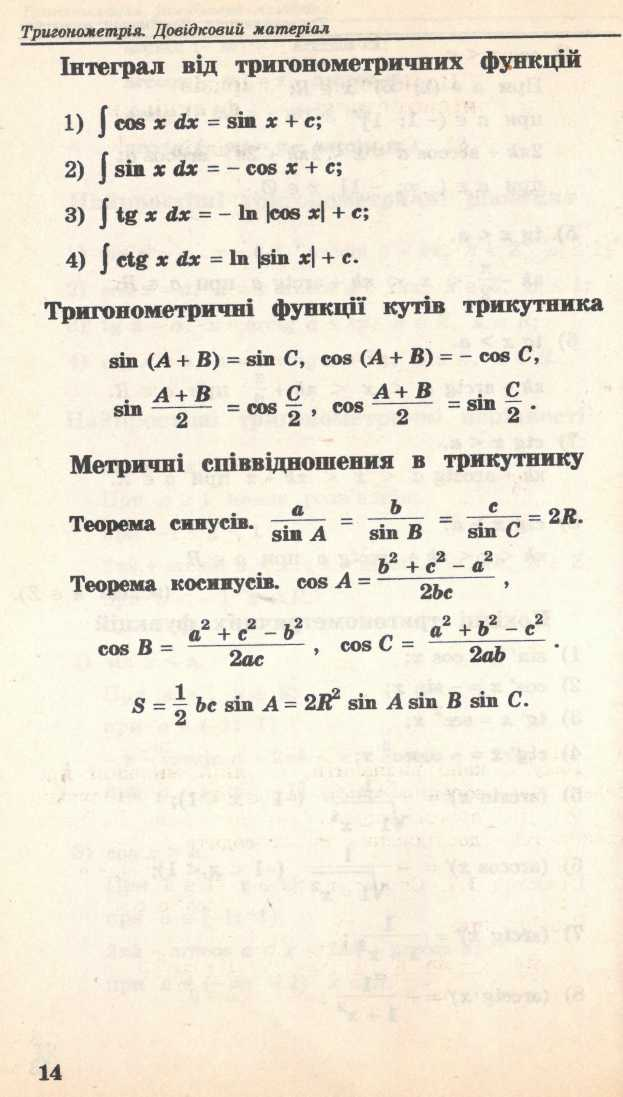 Тригонометрія. Довідковий матеріал
Інтеграл від тригонометричних функцій
1) ∫ cos x dx = sin x + c;
2) ∫ sin x dx = – cos x + c;
3) ∫ tg x dx = – ln |cos x| + c;
4) ∫ ctg x dx = ln |sin x| + c.
Тригонометричні функції кутів трикутника
sin (A + B) = sin C, cos (A + B) = – cos C,
sin (A + B)/2 = cos C/2, cos (A + B)/2 = sin C/2.
Метричні співвідношення в трикутнику
Теорема синусів. a/sin A = b/sin B = c/sin C = 2R.
Теорема косинусів. cos A = (b² + c² – a²)/2bc,
cos B = (a² + c² – b²)/2ac, cos C = (a² + b² – c²)/2ab.
S = 1/2 bc sin A = 2R² sin A sin B sin C.
14